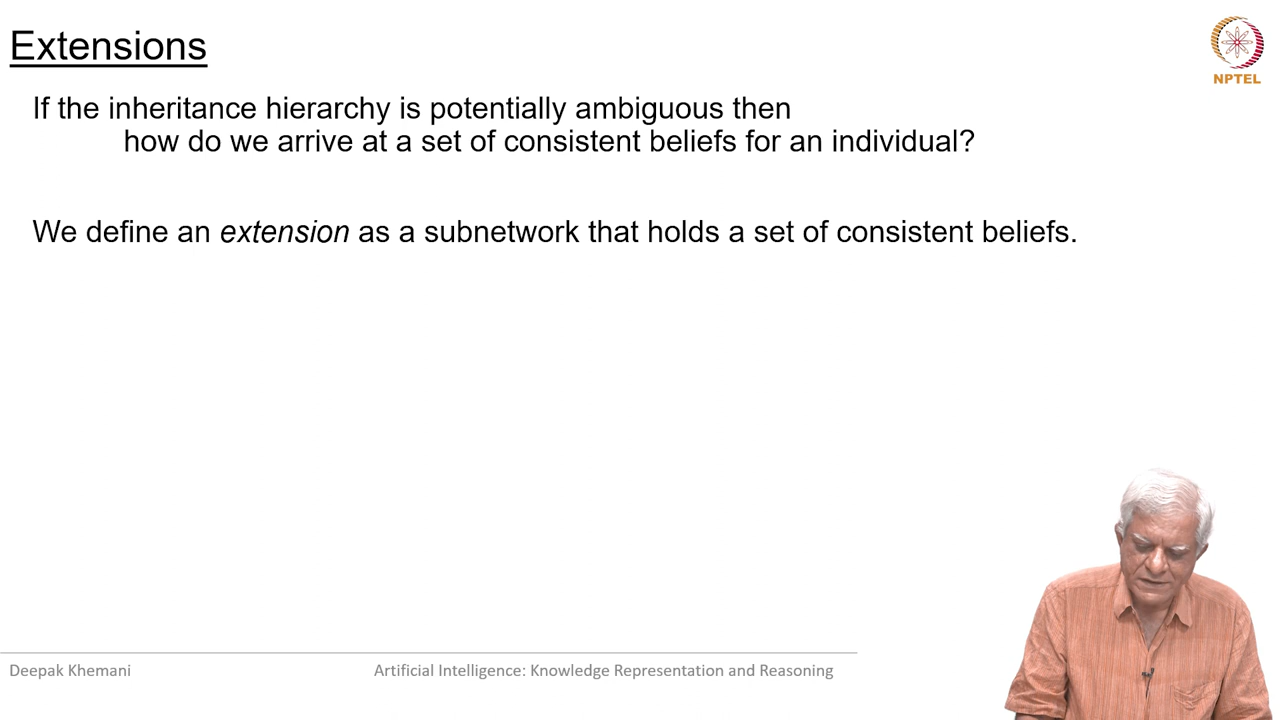 Extensions
NPTEL
If the inheritance hierarchy is potentially ambiguous then
how do we arrive at a set of consistent beliefs for an individual?
We define an extension as a subnetwork that holds a set of consistent beliefs.
Deepak Khemani
Artificial Intelligence: Knowledge Representation and Reasoning